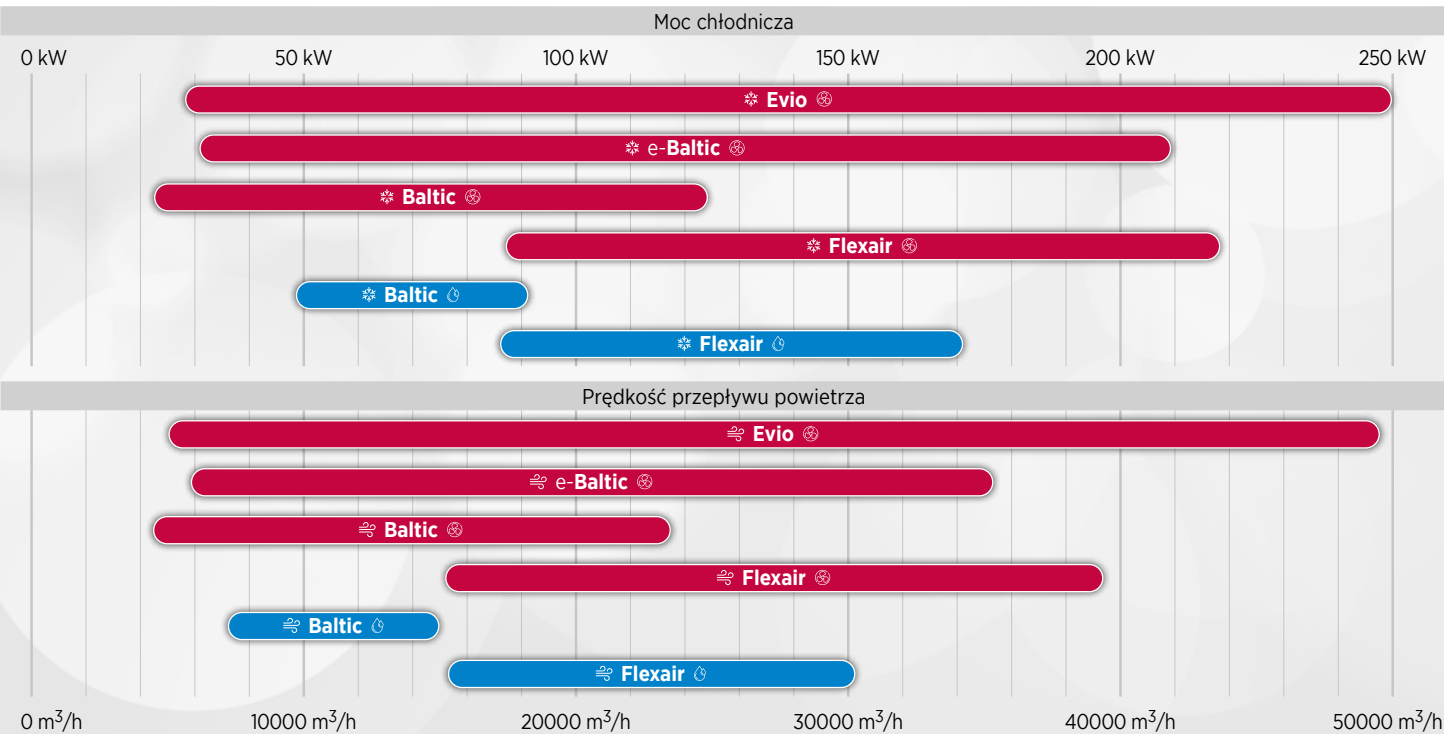 Moc chłodnicza
0 kW 50 kW 100 kW 150 kW 200 kW 250 kW
Evio
e-Baltic
Baltic
Flexair
Baltic
Flexair
Prędkość przepływu powietrza
Evio
e-Baltic
Baltic
Flexair
Baltic
Flexair
0 m³/h 10000 m³/h 20000 m³/h 30000 m³/h 40000 m³/h 50000 m³/h